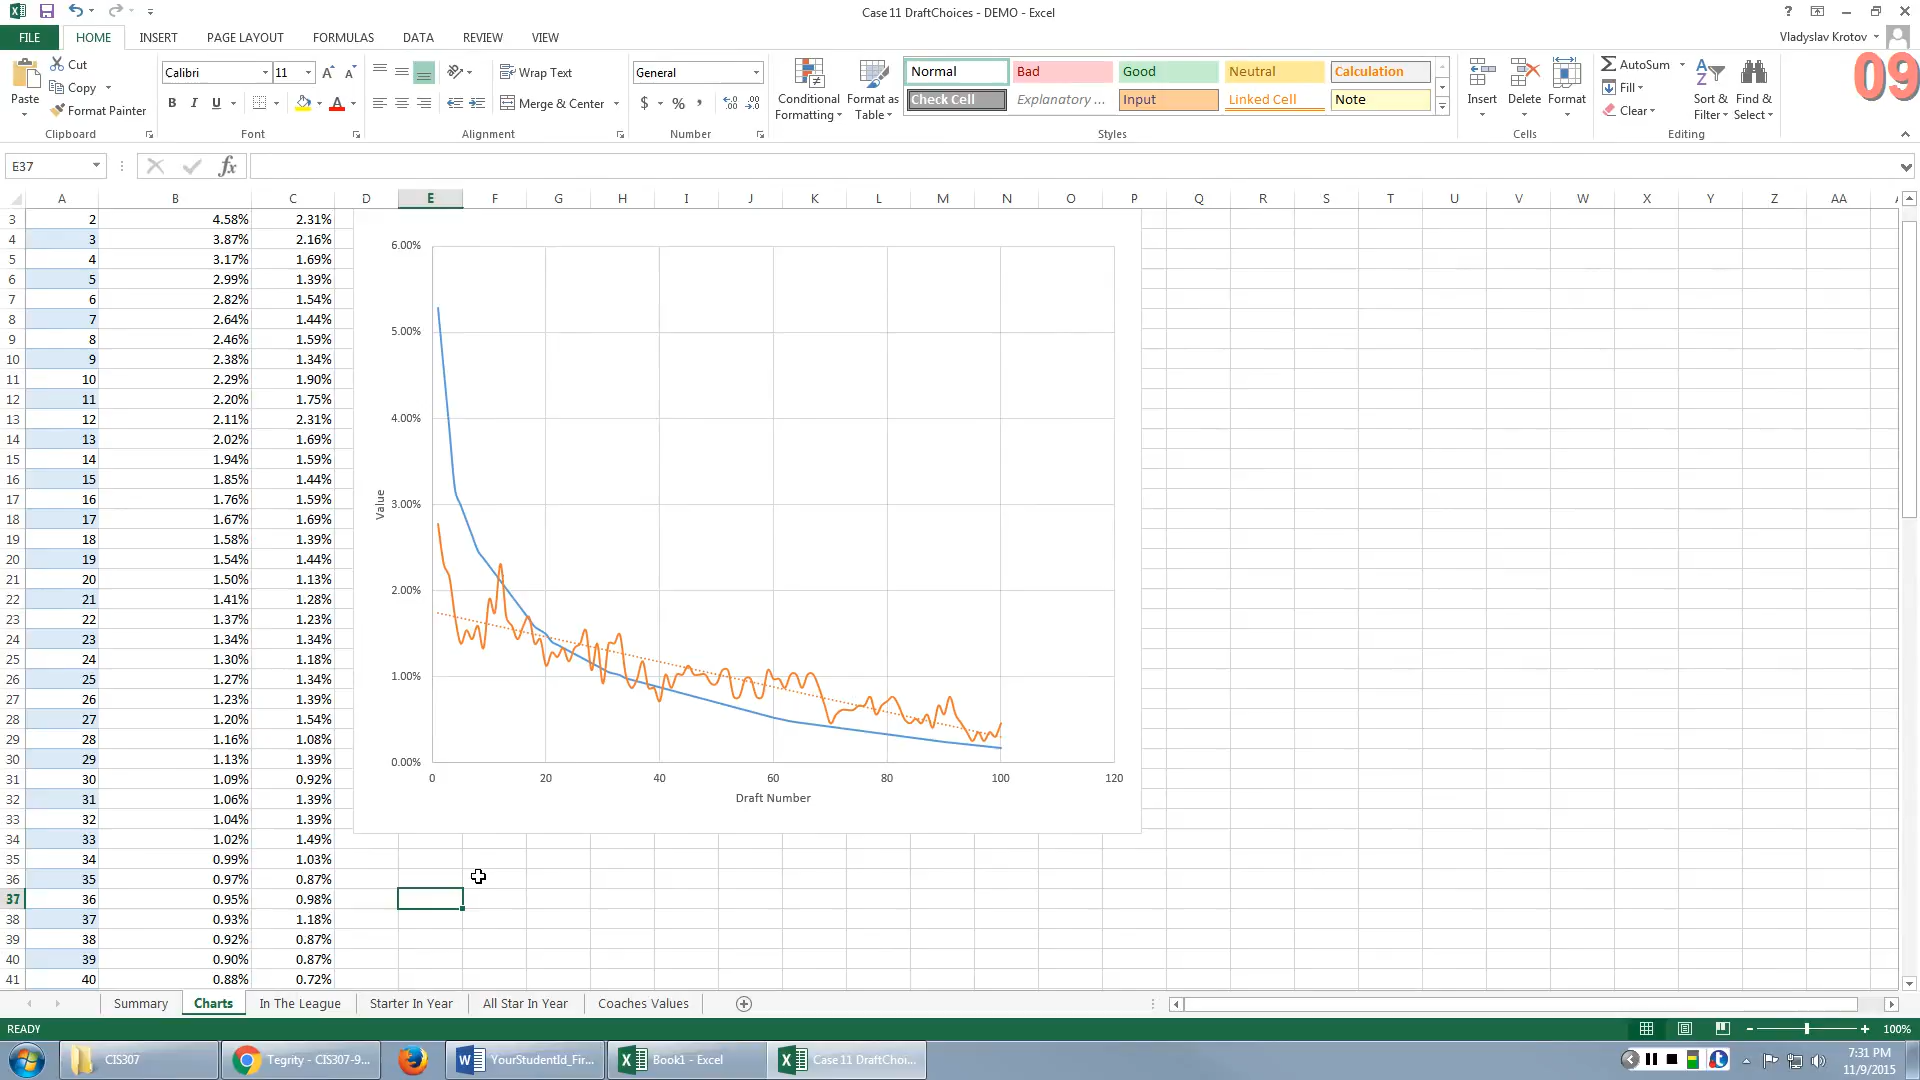 Case 11 DraftChoices - DEMO - Excel
FILE HOME INSERT PAGE LAYOUT FORMULAS DATA REVIEW VIEW Vladyslav Krotov
09
Paste Cut Copy Format Painter Clipboard
Calibri 11 B I U A Font
Wrap Text Merge & Center Alignment
General $ % , Number
Conditional Formatting Format as Table
Normal Bad Good Neutral Calculation
Check Cell Explanatory ... Input Linked Cell Note
Styles
Insert Delete Format Cells
AutoSum Fill Clear Sort & Filter Find & Select Editing
E37 fx
A B C D E F G H I J K L M N O P Q R S T U V W X Y Z AA
3 2 4.58% 2.31%
4 3 3.87% 2.16%
5 4 3.17% 1.69%
6 5 2.99% 1.39%
7 6 2.82% 1.54%
8 7 2.64% 1.44%
9 8 2.46% 1.59%
10 9 2.38% 1.34%
11 10 2.29% 1.90%
12 11 2.20% 1.75%
13 12 2.11% 2.31%
14 13 2.02% 1.69%
15 14 1.94% 1.59%
16 15 1.85% 1.44%
17 16 1.76% 1.59%
18 17 1.67% 1.69%
19 18 1.58% 1.39%
20 19 1.54% 1.44%
21 20 1.50% 1.13%
22 21 1.41% 1.28%
23 22 1.37% 1.23%
24 23 1.34% 1.34%
25 24 1.30% 1.18%
26 25 1.27% 1.34%
27 26 1.23% 1.39%
28 27 1.20% 1.54%
29 28 1.16% 1.08%
30 29 1.13% 1.39%
31 30 1.09% 0.92%
32 31 1.06% 1.39%
33 32 1.04% 1.39%
34 33 1.02% 1.49%
35 34 0.99% 1.03%
36 35 0.97% 0.87%
37 36 0.95% 0.98%
38 37 0.93% 1.18%
39 38 0.92% 0.87%
40 39 0.90% 0.87%
41 40 0.88% 0.72%
6.00%
5.00%
4.00%
3.00%
2.00%
1.00%
0.00%
Value
0 20 40 60 80 100 120
Draft Number
Summary Charts In The League Starter In Year All Star In Year Coaches Values
READY 100%
CIS307 Tegrity - CIS307-9... YourStudentId_Fir... Book1 - Excel Case 11 DraftChoi...
7:31 PM
11/9/2015